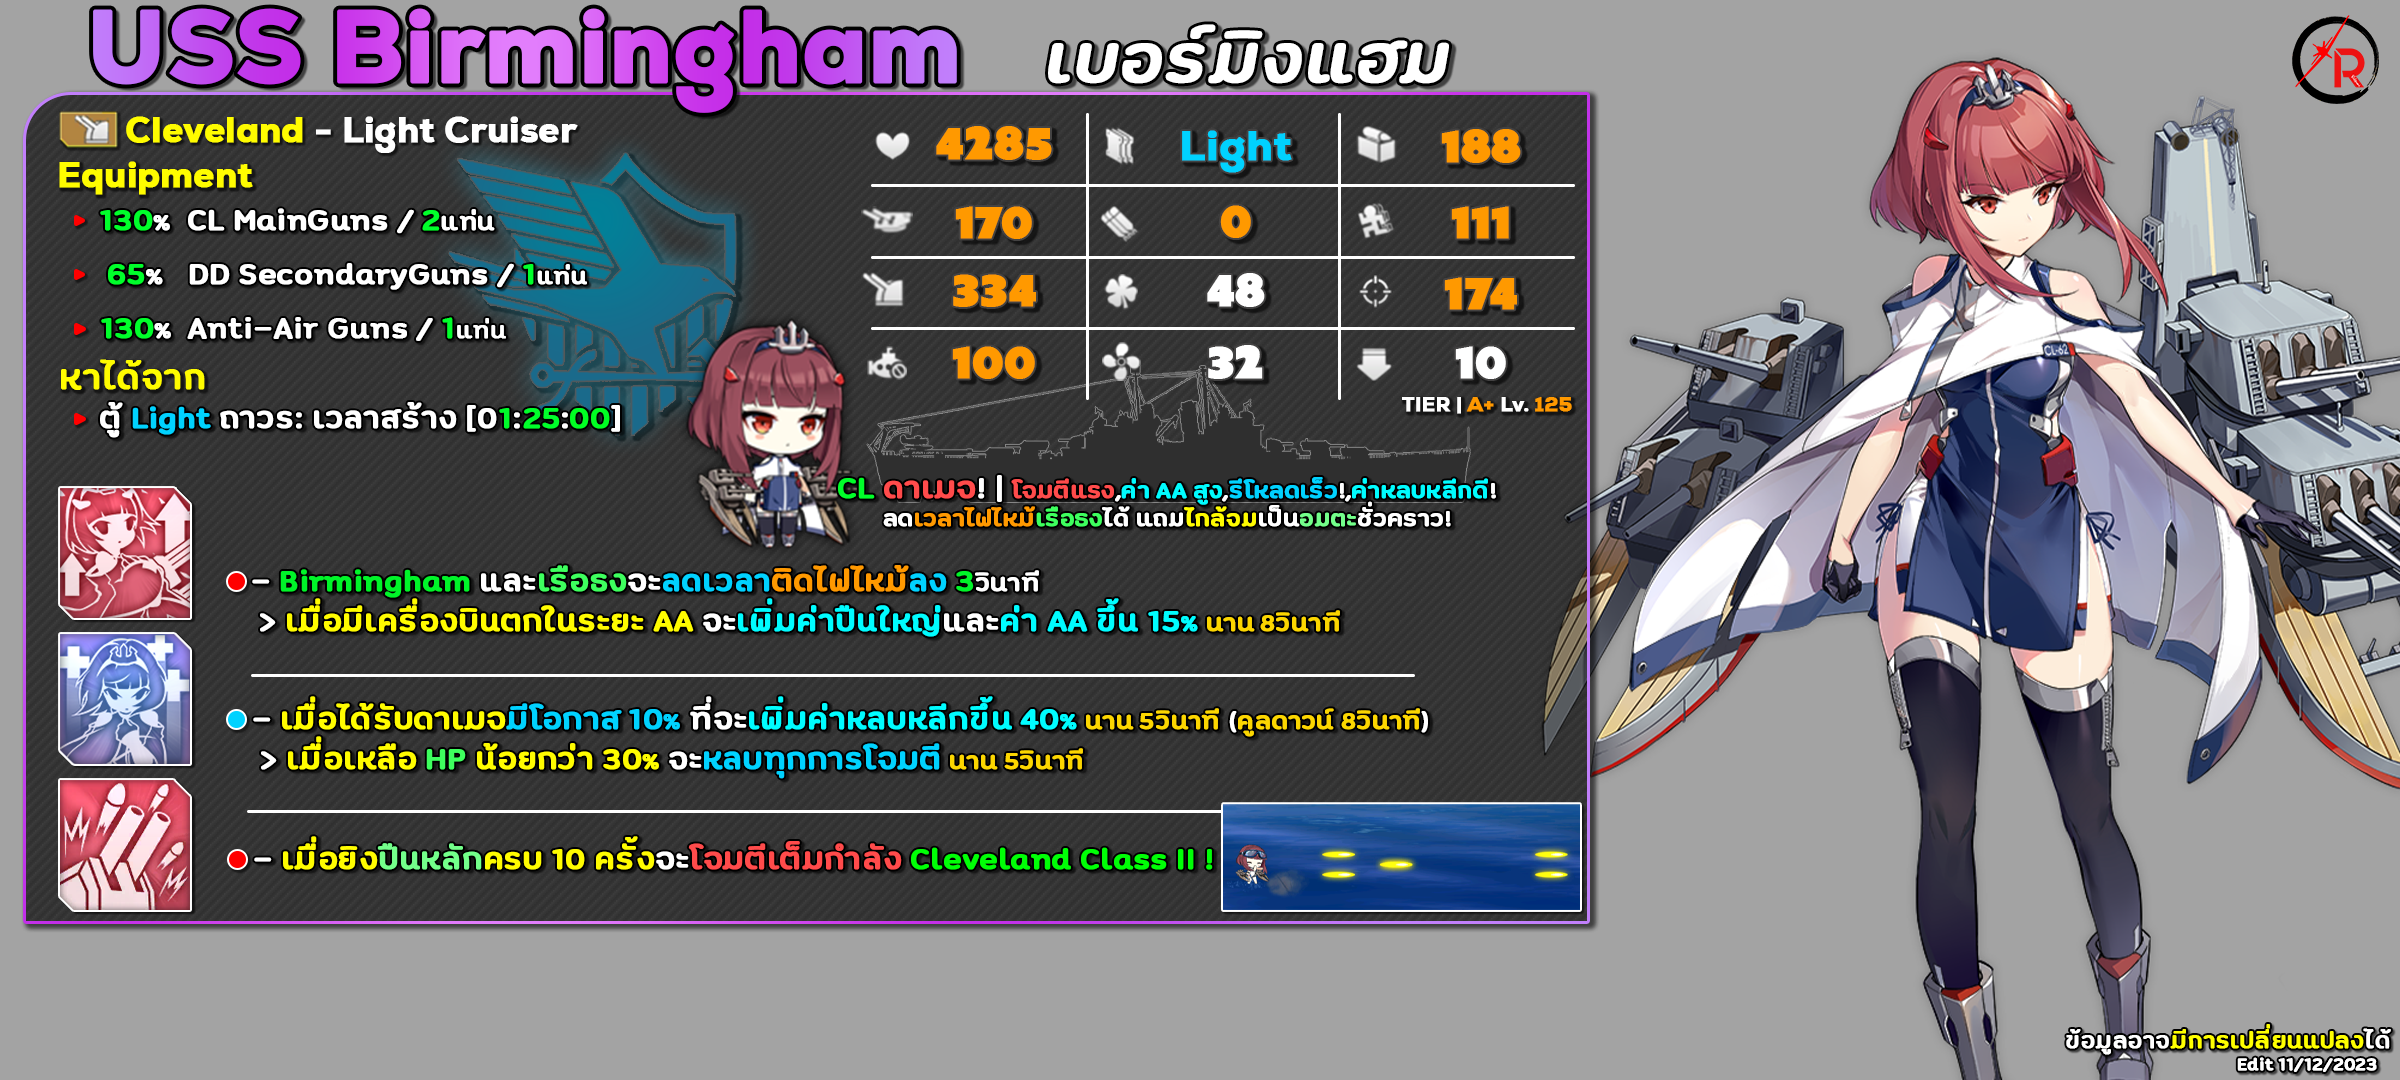 USS Birmingham เบอร์มิงแฮม
Cleveland - Light Cruiser
Equipment
130% CL MainGuns / 2แท่น
65% DD SecondaryGuns / 1แท่น
130% Anti-Air Guns / 1แท่น
หาได้จาก
ตู้ Light ถาวร: เวลาสร้าง [01:25:00]
4285 Light 188
170 0 111
334 48 174
100 32 10
TIER | A+ Lv. 125
CL ดาเมจ! | โจมตีแรง,ค่า AA สูง,รีโหลดเร็ว!,ค่าหลบหลีกดี!
ลดเวลาไฟไหม้เรือธงได้ แถมใกล้จมเป็นอมตะชั่วคราว!
- Birmingham และเรือธงจะลดเวลาติดไฟไหม้ลง 3วินาที
> เมื่อมีเครื่องบินตกในระยะ AA จะเพิ่มค่าปืนใหญ่และค่า AA ขึ้น 15% นาน 8วินาที
- เมื่อได้รับดาเมจมีโอกาส 10% ที่จะเพิ่มค่าหลบหลีกขึ้น 40% นาน 5วินาที (คูลดาวน์ 8วินาที)
> เมื่อเหลือ HP น้อยกว่า 30% จะหลบทุกการโจมตี นาน 5วินาที
- เมื่อยิงปืนหลักครบ 10 ครั้งจะโจมตีเต็มกำลัง Cleveland Class II !
R
CL-62
ข้อมูลอาจมีการเปลี่ยนแปลงได้
Edit 11/12/2023